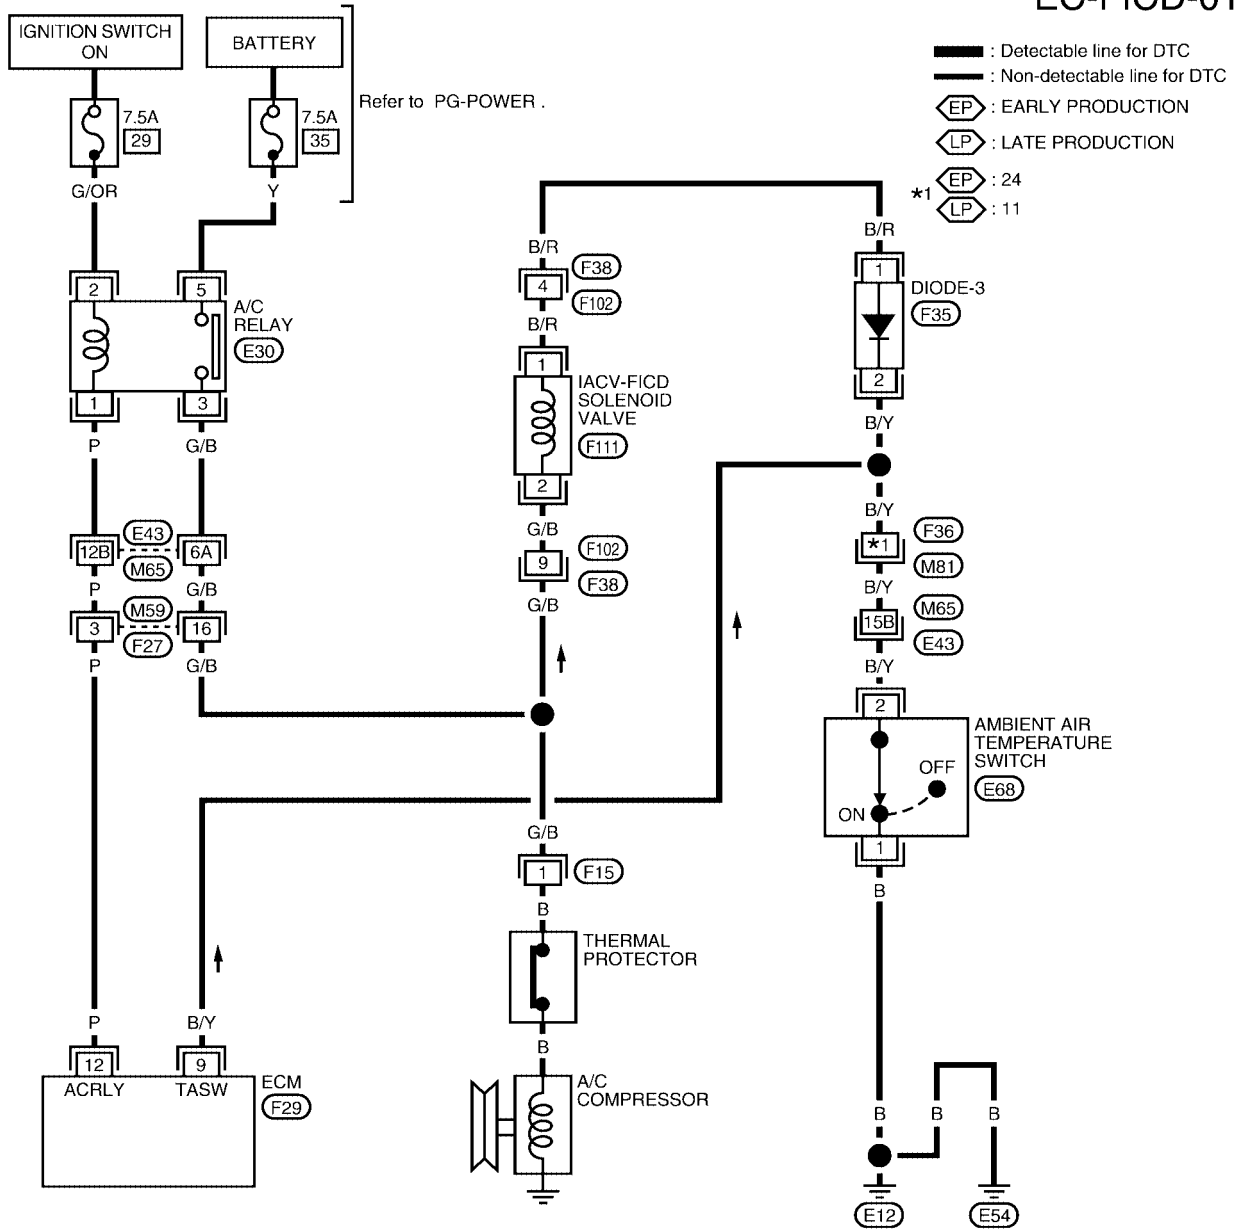 EC-FICD-01
IGNITION SWITCH
ON
BATTERY
Refer to PG-POWER .
7.5A
29
7.5A
35
: Detectable line for DTC
: Non-detectable line for DTC
EP : EARLY PRODUCTION
LP : LATE PRODUCTION
*1
EP : 24
LP : 11
G/OR
Y
2
5
A/C
RELAY
E30
1
3
P
G/B
12B
6A
E43
M65
P
G/B
3
16
M59
F27
P
G/B
B/R
4
F38
F102
B/R
1
IACV-FICD
SOLENOID
VALVE
F111
2
G/B
9
F102
F38
G/B
B/R
1
DIODE-3
F35
2
B/Y
B/Y
*1
F36
M81
B/Y
15B
M65
E43
B/Y
2
AMBIENT AIR
TEMPERATURE
SWITCH
E68
OFF
ON
1
B
G/B
1
F15
B
THERMAL
PROTECTOR
B
A/C
COMPRESSOR
P
B/Y
12
9
ACRLY
TASW
ECM
F29
B
B
B
E12
E54